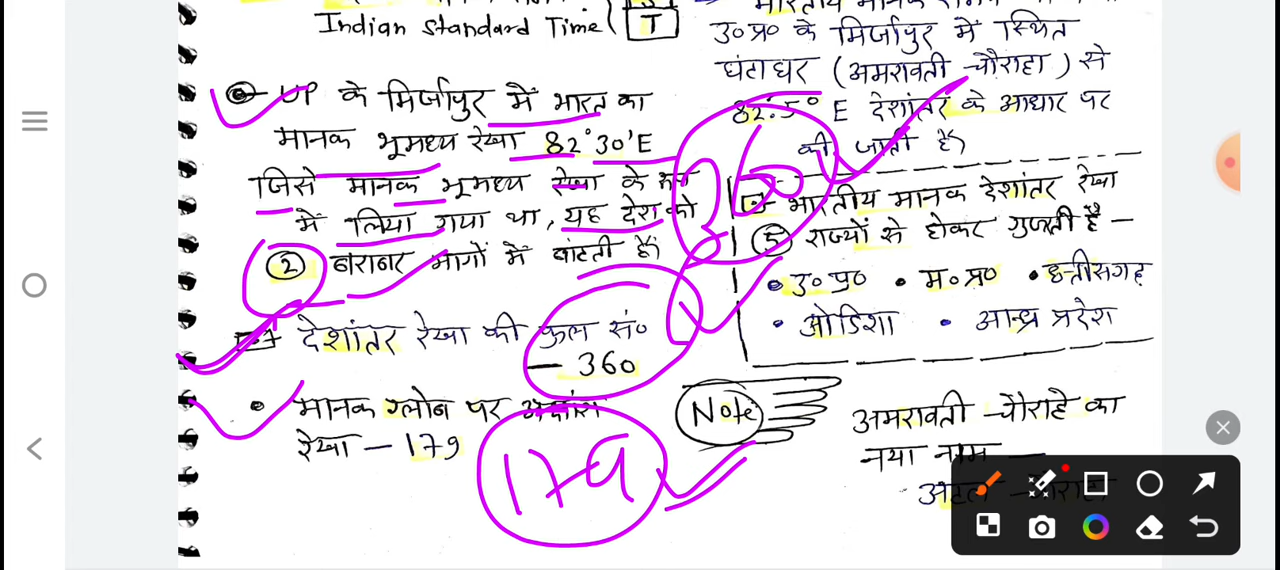 Indian Standard Time (
T
UP के मिर्जापुर में भारत का
मानक भूमध्य रेखा 82°30'E
जिसे मानक भूमध्य रेखा के रूप
में लिया गया था, यह देश को
2 बराबर भागों में बांटती है।
देशांतर रेखा की कुल सं०
— 360
• मानक ग्लोब पर अक्षांश
रेखा — 179
उ०प्र० के मिर्जापुर में स्थित
घंटाघर (अमरावती चौराहा) से
82.5° E देशांतर के आधार पर
की जाती है।
भारतीय मानक देशांतर रेखा
5 राज्यों से होकर गुजरती है —
• उ०प्र० • म०प्र० • छत्तीसगढ़
• ओडिशा • आन्ध्र प्रदेश
Note
अमरावती चौराहे का
नया नाम —
360
179